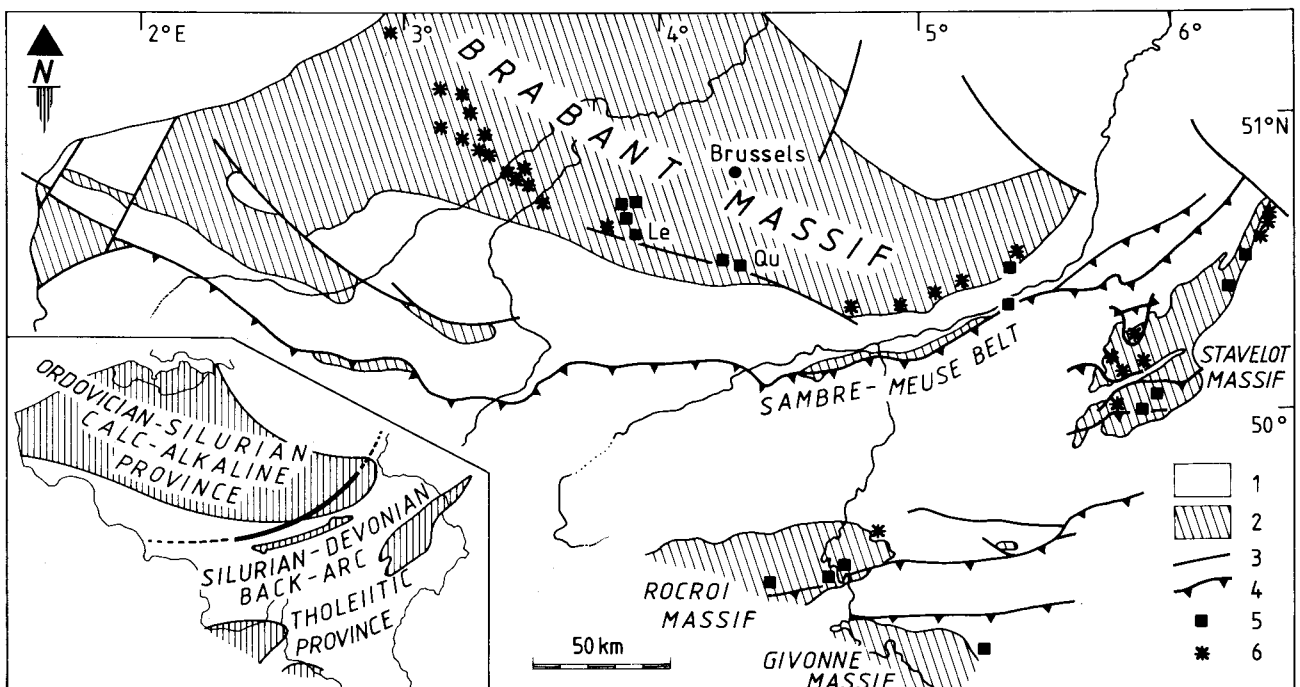 2°E
3°
4°
5°
6°
N
51°N
BRABANT
MASSIF
Brussels
Le
Qu
SAMBRE-MEUSE BELT
STAVELOT
MASSIF
50°
ORDOVICIAN-SILURIAN
CALC-ALKALINE
PROVINCE
SILURIAN-DEVONIAN
BACK-ARC
THOLEIITIC
PROVINCE
ROCROI
MASSIF
50 km
GIVONNE
MASSIF
1
2
3
4
5
6